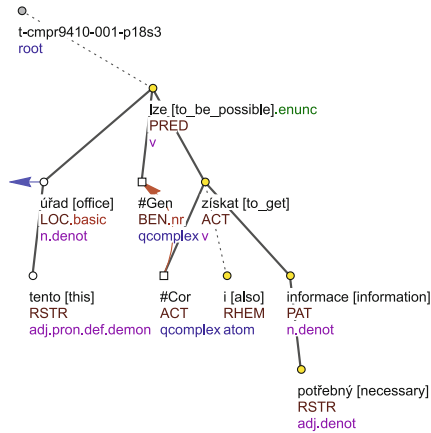 t-cmpr9410-001-p18s3
root
lze [to_be_possible].enunc
PRED
v
úřad [office] #Gen získat [to_get]
LOC.basic BEN.nr ACT
n.denot qcomplex v
tento [this] #Cor i [also] informace [information]
RSTR ACT RHEM PAT
adj.pron.def.demon qcomplex atom n.denot
potřebný [necessary]
RSTR
adj.denot